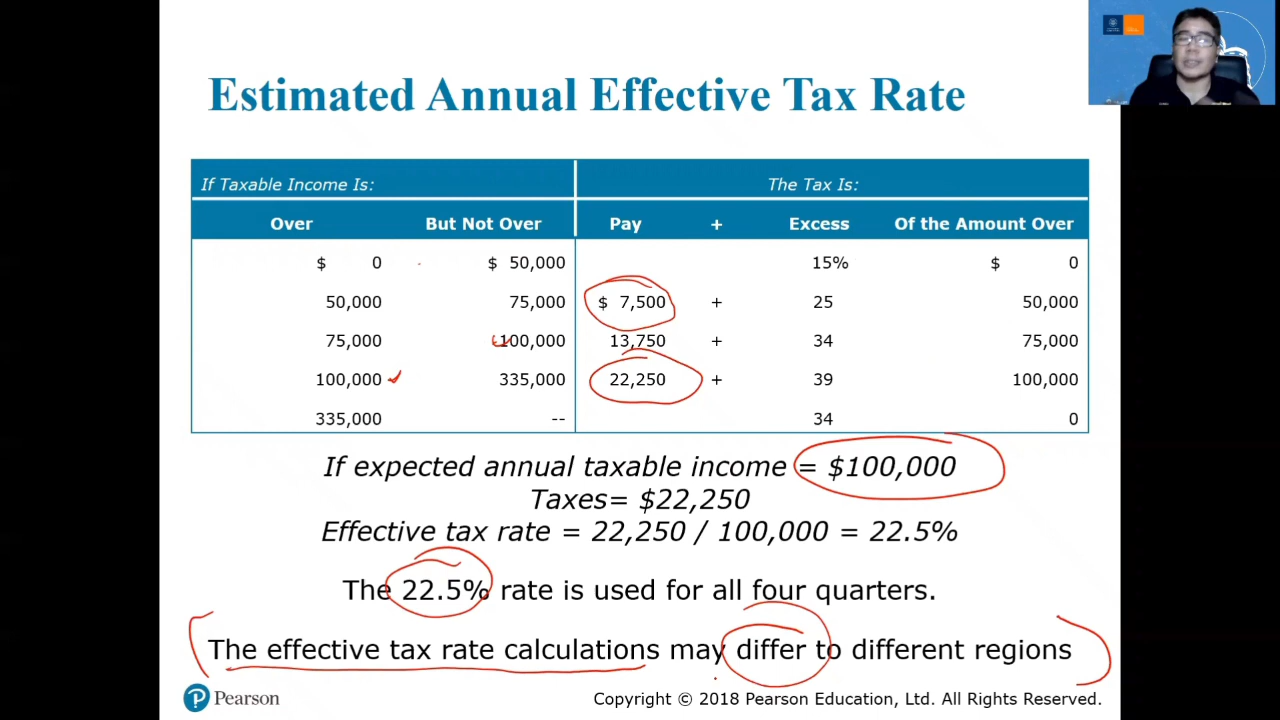 Estimated Annual Effective Tax Rate
If Taxable Income Is: The Tax Is:
Over But Not Over Pay + Excess Of the Amount Over
$ 0 $ 50,000 15% $ 0
50,000 75,000 $ 7,500 + 25 50,000
75,000 100,000 13,750 + 34 75,000
100,000 335,000 22,250 + 39 100,000
335,000 -- 34 0
If expected annual taxable income = $100,000
Taxes= $22,250
Effective tax rate = 22,250 / 100,000 = 22.5%
The 22.5% rate is used for all four quarters.
The effective tax rate calculations may differ to different regions
P Pearson
Copyright © 2018 Pearson Education, Ltd. All Rights Reserved.